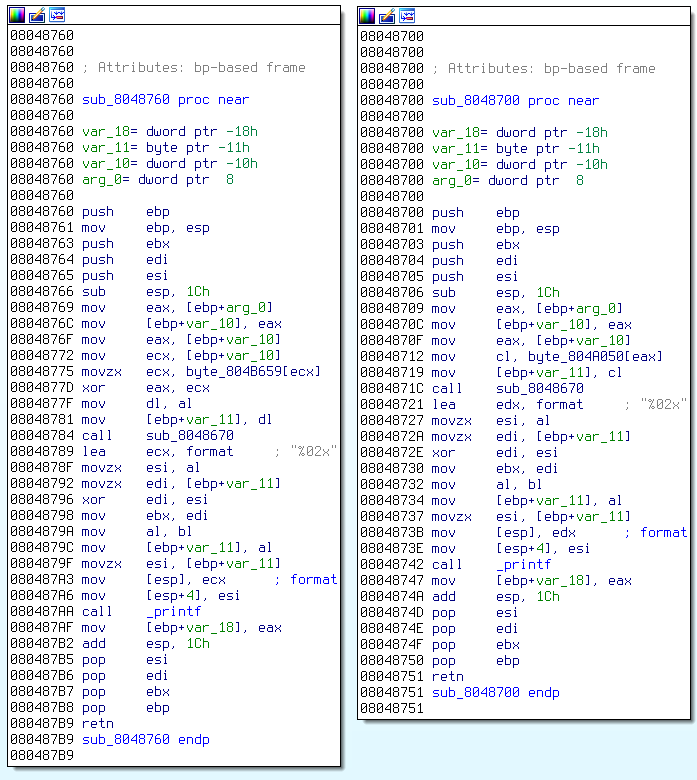 08048760
08048760
08048760 ; Attributes: bp-based frame
08048760
08048760 sub_8048760 proc near
08048760
08048760 var_18= dword ptr -18h
08048760 var_11= byte ptr -11h
08048760 var_10= dword ptr -10h
08048760 arg_0= dword ptr  8
08048760
08048760 push    ebp
08048761 mov     ebp, esp
08048763 push    ebx
08048764 push    edi
08048765 push    esi
08048766 sub     esp, 1Ch
08048769 mov     eax, [ebp+arg_0]
0804876C mov     [ebp+var_10], eax
0804876F mov     eax, [ebp+var_10]
08048772 mov     ecx, [ebp+var_10]
08048775 movzx   ecx, byte_804B659[ecx]
0804877D xor     eax, ecx
0804877F mov     dl, al
08048781 mov     [ebp+var_11], dl
08048784 call    sub_8048670
08048789 lea     ecx, format     ; "%02x"
0804878F movzx   esi, al
08048792 movzx   edi, [ebp+var_11]
08048796 xor     edi, esi
08048798 mov     ebx, edi
0804879A mov     al, bl
0804879C mov     [ebp+var_11], al
0804879F movzx   esi, [ebp+var_11]
080487A3 mov     [esp], ecx      ; format
080487A6 mov     [esp+4], esi
080487AA call    _printf
080487AF mov     [ebp+var_18], eax
080487B2 add     esp, 1Ch
080487B5 pop     esi
080487B6 pop     edi
080487B7 pop     ebx
080487B8 pop     ebp
080487B9 retn
080487B9 sub_8048760 endp
080487B9
08048700
08048700
08048700 ; Attributes: bp-based frame
08048700
08048700 sub_8048700 proc near
08048700
08048700 var_18= dword ptr -18h
08048700 var_11= byte ptr -11h
08048700 var_10= dword ptr -10h
08048700 arg_0= dword ptr  8
08048700
08048700 push    ebp
08048701 mov     ebp, esp
08048703 push    ebx
08048704 push    edi
08048705 push    esi
08048706 sub     esp, 1Ch
08048709 mov     eax, [ebp+arg_0]
0804870C mov     [ebp+var_10], eax
0804870F mov     eax, [ebp+var_10]
08048712 mov     cl, byte_804A050[eax]
08048719 mov     [ebp+var_11], cl
0804871C call    sub_8048670
08048721 lea     edx, format     ; "%02x"
08048727 movzx   esi, al
0804872A movzx   edi, [ebp+var_11]
0804872E xor     edi, esi
08048730 mov     ebx, edi
08048732 mov     al, bl
08048734 mov     [ebp+var_11], al
08048737 movzx   esi, [ebp+var_11]
0804873B mov     [esp], edx      ; format
0804873E mov     [esp+4], esi
08048742 call    _printf
08048747 mov     [ebp+var_18], eax
0804874A add     esp, 1Ch
0804874D pop     esi
0804874E pop     edi
0804874F pop     ebx
08048750 pop     ebp
08048751 retn
08048751 sub_8048700 endp
08048751